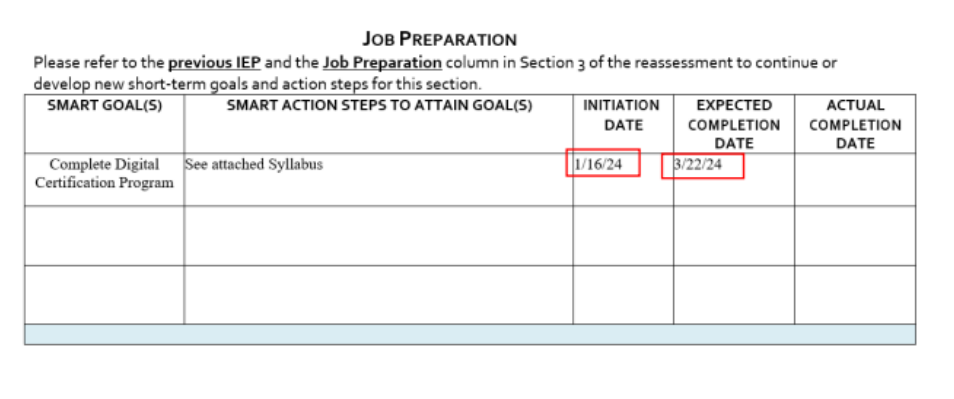 JOB PREPARATION
Please refer to the previous IEP and the Job Preparation column in Section 3 of the reassessment to continue or
develop new short-term goals and action steps for this section.
SMART GOAL(S) SMART ACTION STEPS TO ATTAIN GOAL(S) INITIATION DATE EXPECTED COMPLETION DATE ACTUAL COMPLETION DATE
Complete Digital Certification Program See attached Syllabus 1/16/24 3/22/24